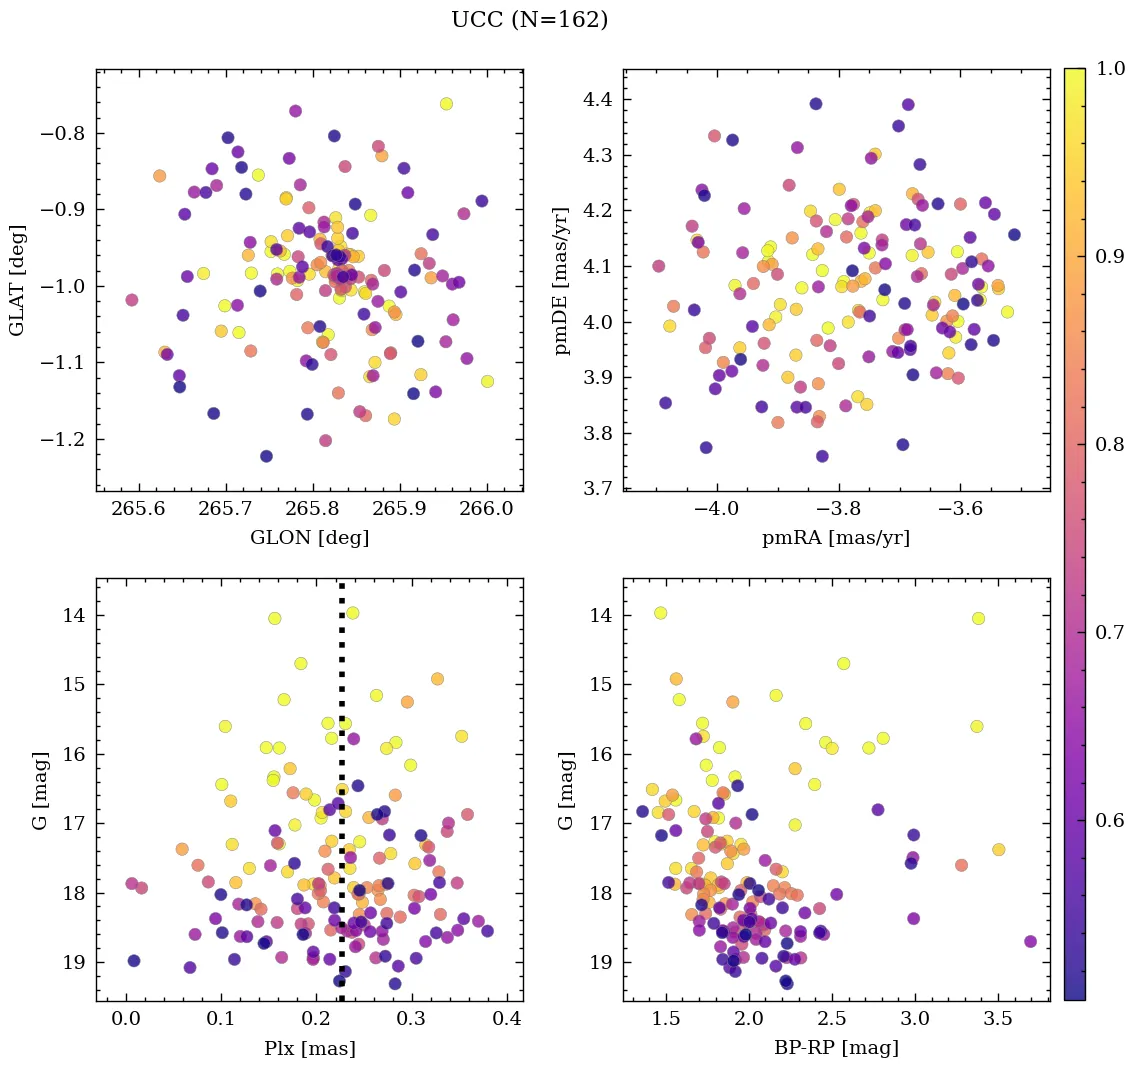 UCC (N=162)
−0.8
−0.9
−1.0
−1.1
−1.2
GLAT [deg]
265.6 265.7 265.8 265.9 266.0
GLON [deg]
4.4
4.3
4.2
4.1
4.0
3.9
3.8
3.7
pmDE [mas/yr]
−4.0 −3.8 −3.6
pmRA [mas/yr]
1.0
0.9
0.8
0.7
0.6
14
15
16
17
18
19
G [mag]
0.0 0.1 0.2 0.3 0.4
Plx [mas]
14
15
16
17
18
19
G [mag]
1.5 2.0 2.5 3.0 3.5
BP-RP [mag]